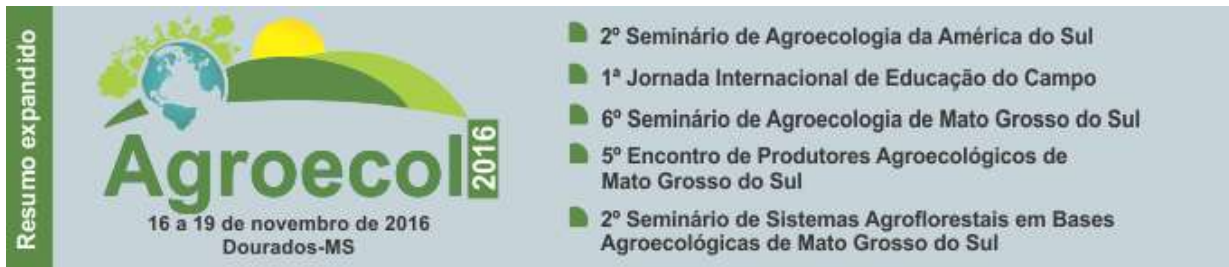 Resumo expandido
Agroecol 2016
16 a 19 de novembro de 2016
Dourados-MS
2º Seminário de Agroecologia da América do Sul
1ª Jornada Internacional de Educação do Campo
6º Seminário de Agroecologia de Mato Grosso do Sul
5º Encontro de Produtores Agroecológicos de
Mato Grosso do Sul
2º Seminário de Sistemas Agroflorestais em Bases
Agroecológicas de Mato Grosso do Sul